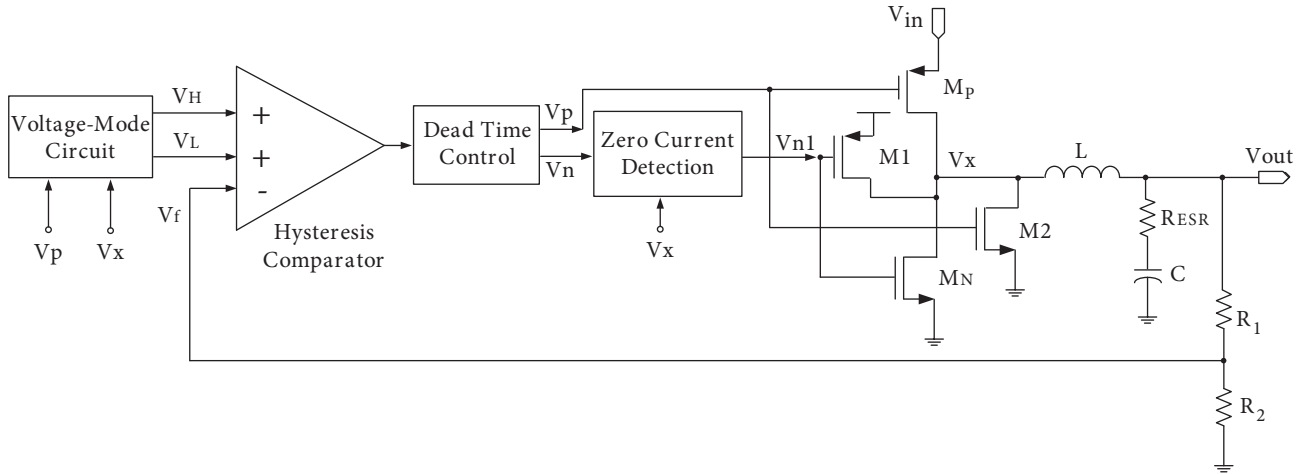 Vin
VH
Voltage-Mode
Circuit
VL
Vf
Vp
Vx
+
+
-
Hysteresis
Comparator
Dead Time
Control
Vp
Vn
Zero Current
Detection
Vx
Vn1
MP
M1
Vx
M2
MN
L
Vout
RESR
C
R1
R2